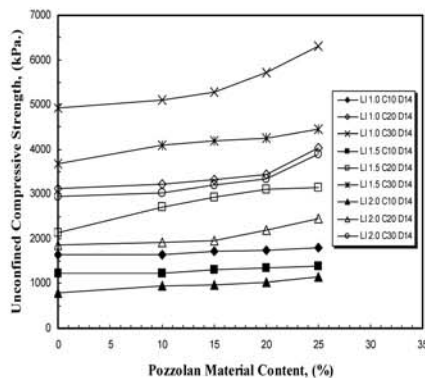 Unconfined Compressive Strength, (kPa.)
7000
6000
5000
4000
3000
2000
1000
0
0 5 10 15 20 25 30 35
Pozzolan Material Content, (%)
LI 1.0 C10 D14
LI 1.0 C20 D14
LI 1.0 C30 D14
LI 1.5 C10 D14
LI 1.5 C20 D14
LI 1.5 C30 D14
LI 2.0 C10 D14
LI 2.0 C20 D14
LI 2.0 C30 D14